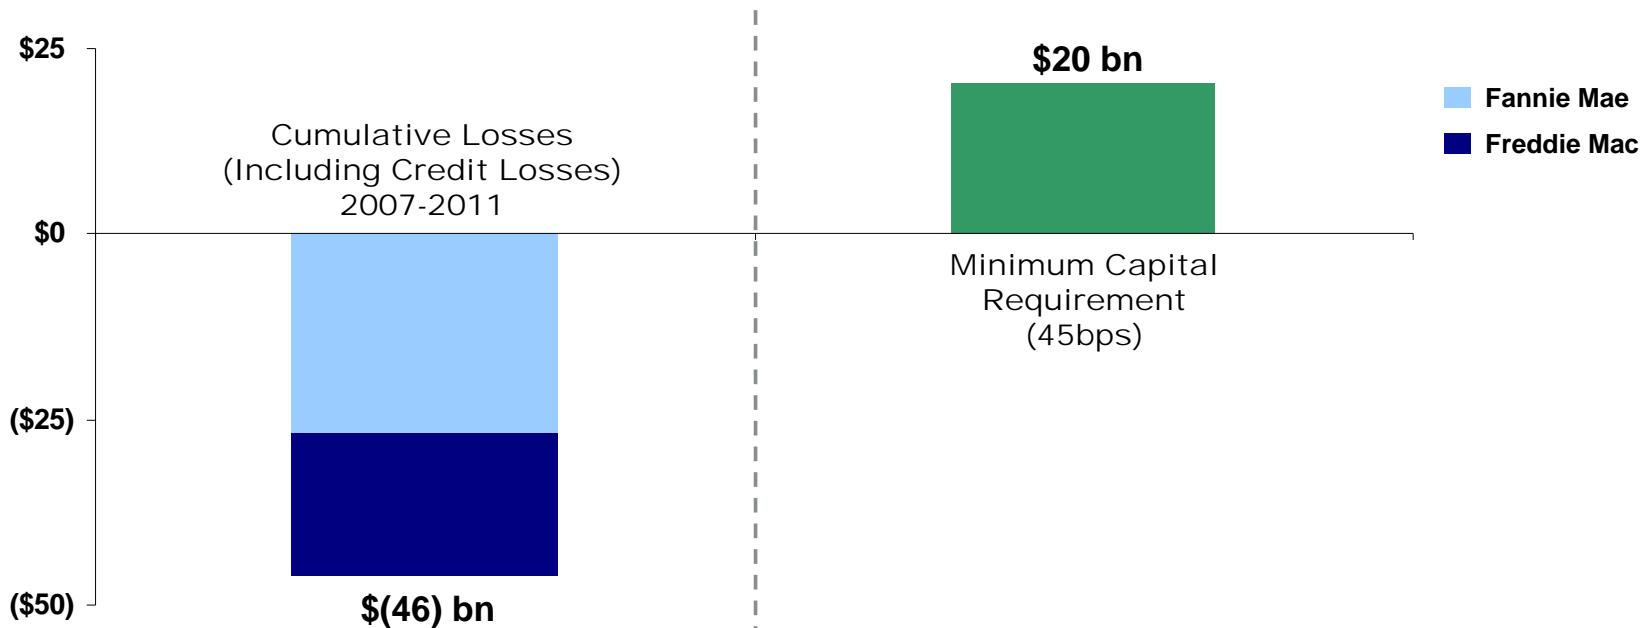 $25
$0
($25)
($50)
Cumulative Losses
(Including Credit Losses)
2007-2011
$(46) bn
$20 bn
Minimum Capital
Requirement
(45bps)
Fannie Mae
Freddie Mac